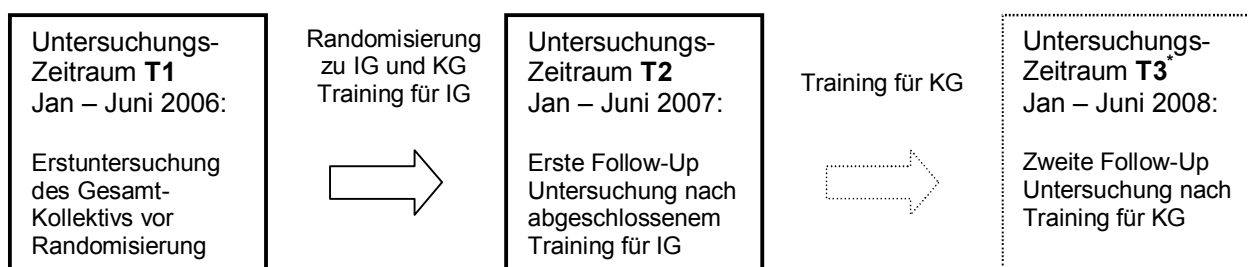 Untersuchungs-
Zeitraum T1
Jan – Juni 2006:
Erstuntersuchung
des Gesamt-
Kollektivs vor
Randomisierung
Randomisierung
zu IG und KG
Training für IG
Untersuchungs-
Zeitraum T2
Jan – Juni 2007:
Erste Follow-Up
Untersuchung nach
abgeschlossenem
Training für IG
Training für KG
Untersuchungs-
Zeitraum T3*
Jan – Juni 2008:
Zweite Follow-Up
Untersuchung nach
Training für KG